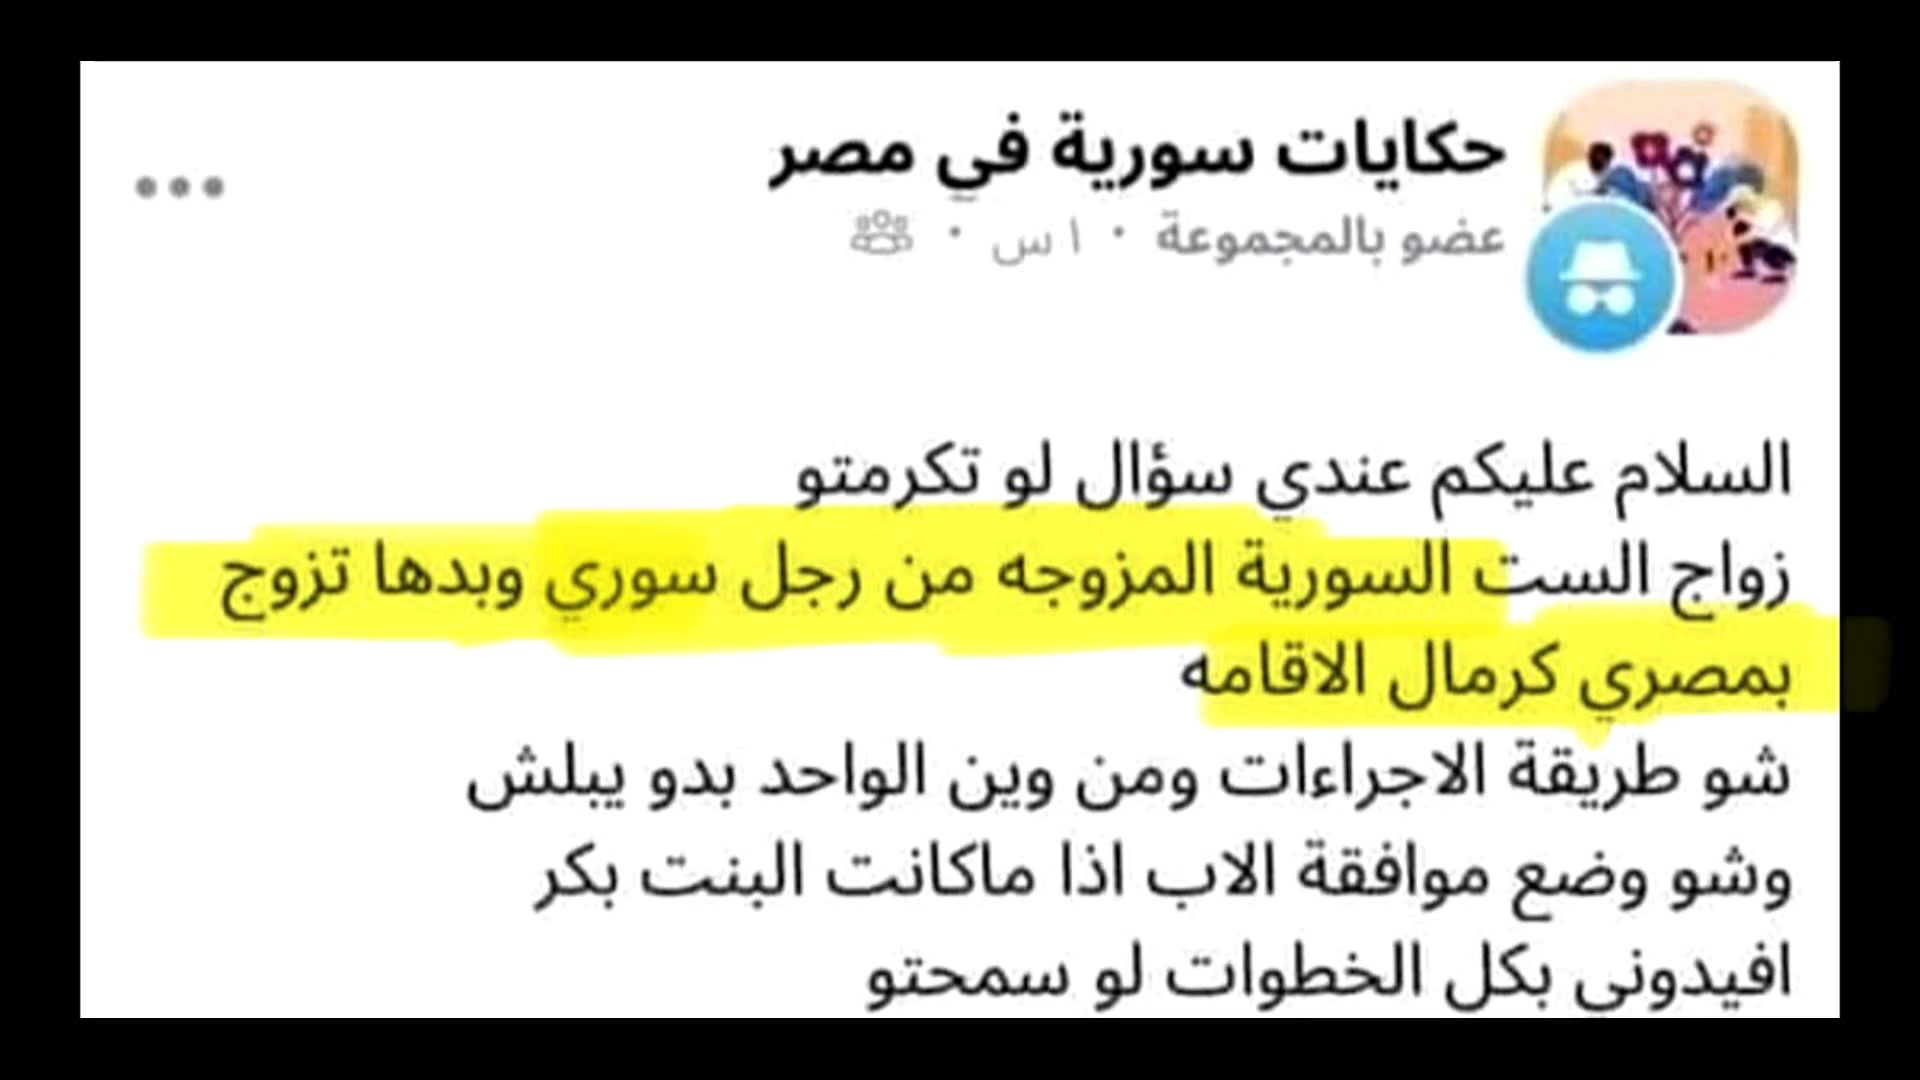 حكايات سورية في مصر
عضو بالمجموعة · ا س ·
السلام عليكم عندي سؤال لو تكرمتو
زواج الست السورية المزوجه من رجل سوري وبدها تزوج
بمصري كرمال الاقامه
شو طريقة الاجراءات ومن وين الواحد بدو يبلش
وشو وضع موافقة الاب اذا ماكانت البنت بكر
افيدوني بكل الخطوات لو سمحتو